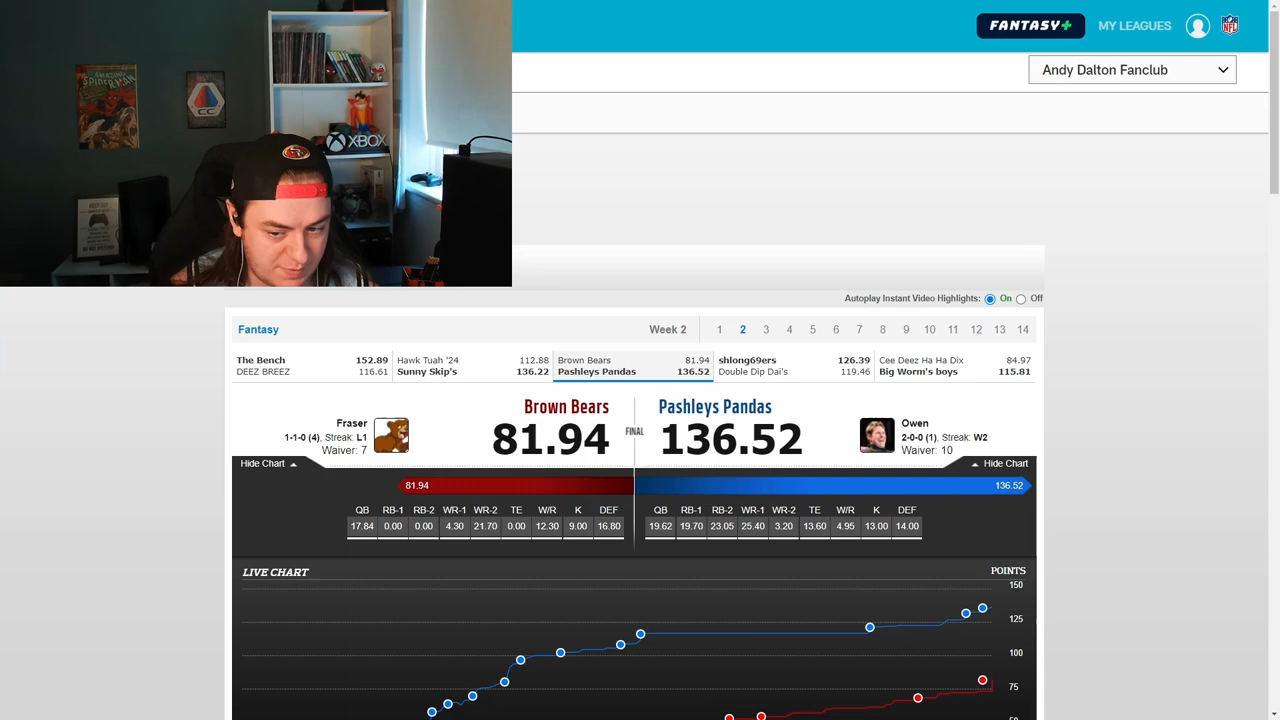 FANTASY+
MY LEAGUES
NFL
Andy Dalton Fanclub
SPIDER-MAN
CC
XBOX
Autoplay Instant Video Highlights: On Off
Fantasy
Week 2 1 2 3 4 5 6 7 8 9 10 11 12 13 14
The Bench 152.89 Hawk Tuah '24 112.88 Brown Bears 81.94 shlong69ers 126.39 Cee Deez Ha Ha Dix 84.97
DEEZ BREEZ 116.61 Sunny Skip's 136.22 Pashleys Pandas 136.52 Double Dip Dai's 119.46 Big Worm's boys 115.81
Brown Bears Pashleys Pandas
Fraser
1-1-0 (4), Streak: L1
Waiver: 7
81.94 FINAL 136.52
Owen
2-0-0 (1), Streak: W2
Waiver: 10
Hide Chart Hide Chart
81.94 136.52
QB RB-1 RB-2 WR-1 WR-2 TE W/R K DEF QB RB-1 RB-2 WR-1 WR-2 TE W/R K DEF
17.84 0.00 0.00 4.30 21.70 0.00 12.30 9.00 16.80 19.62 19.70 23.05 25.40 3.20 13.60 4.95 13.00 14.00
LIVE CHART POINTS
150
125
100
75